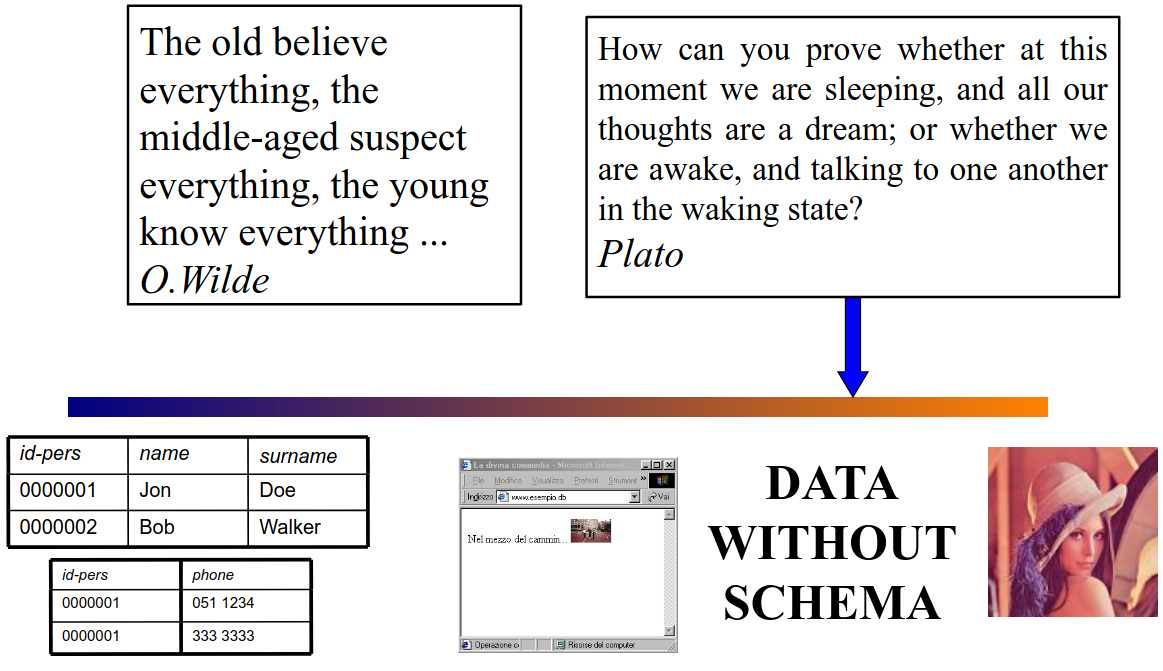 The old believe
everything, the
middle-aged suspect
everything, the young
know everything ...
O.Wilde
How can you prove whether at this
moment we are sleeping, and all our
thoughts are a dream; or whether we
are awake, and talking to one another
in the waking state?
Plato
id-pers name surname
0000001 Jon Doe
0000002 Bob Walker
id-pers phone
0000001 051 1234
0000001 333 3333
La divina commedia - Microsoft Internet
File Modifica Visualizza Preferiti Strument »
Indirizzo www.esempio.db Vai
Nel mezzo del cammin...
Operazione c Risorse del computer
DATA
WITHOUT
SCHEMA